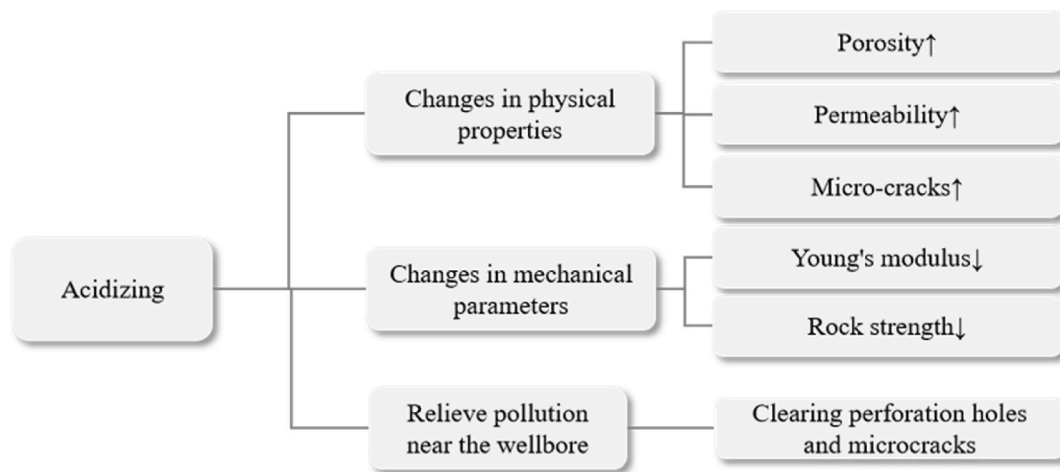 Porosity↑
Changes in physical
properties
Permeability↑
Micro-cracks↑
Acidizing
Changes in mechanical
parameters
Young's modulus↓
Rock strength↓
Relieve pollution
near the wellbore
Clearing perforation holes
and microcracks